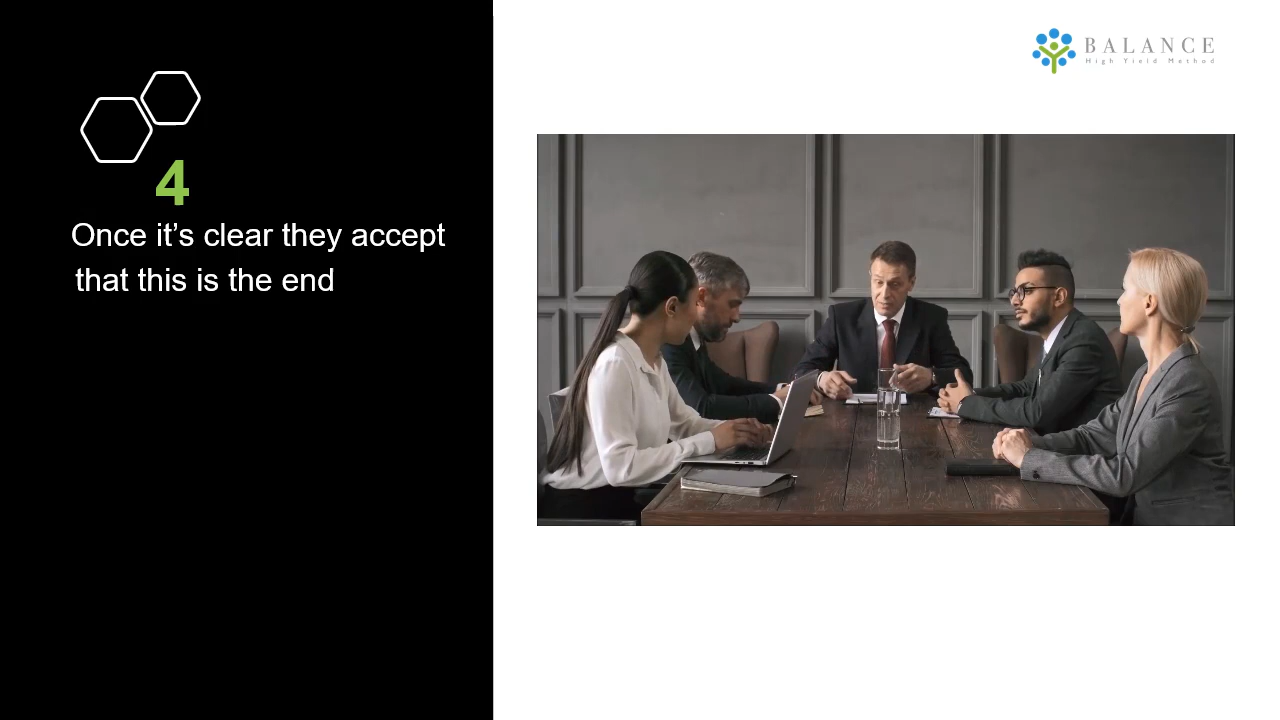 BALANCE
High Yield Method
4
Once it’s clear they accept
that this is the end